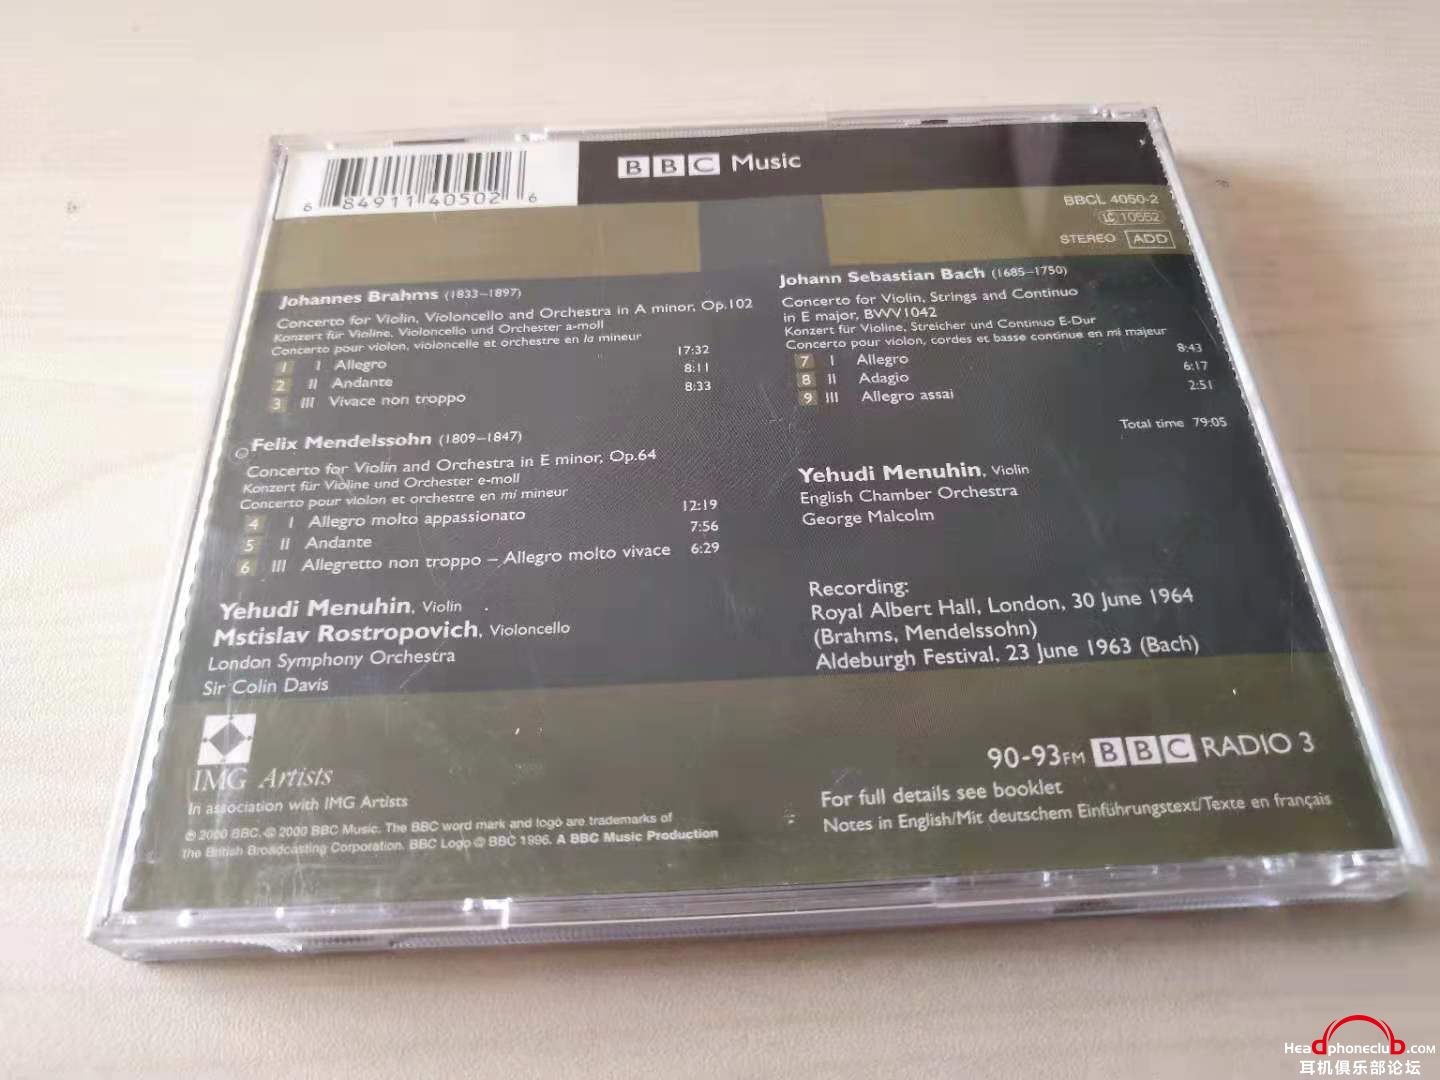 6 84911 40502 6
BBC Music
BBCL 4050-2
LC 10552
STEREO ADD
Johannes Brahms (1833–1897)
Concerto for Violin, Violoncello and Orchestra in A minor, Op.102
Konzert für Violine, Violoncello und Orchester a-moll
Concerto pour violon, violoncelle et orchestre en la mineur
1 I Allegro 17:32
2 II Andante 8:11
3 III Vivace non troppo 8:33
Felix Mendelssohn (1809–1847)
Concerto for Violin and Orchestra in E minor, Op.64
Konzert für Violine und Orchester e-moll
Concerto pour violon et orchestre en mi mineur
4 I Allegro molto appassionato 12:19
5 II Andante 7:56
6 III Allegretto non troppo – Allegro molto vivace 6:29
Yehudi Menuhin, Violin
Mstislav Rostropovich, Violoncello
London Symphony Orchestra
Sir Colin Davis
Johann Sebastian Bach (1685–1750)
Concerto for Violin, Strings and Continuo
in E major, BWV1042
Konzert für Violine, Streicher und Continuo E-Dur
Concerto pour violon, cordes et basse continue en mi majeur
7 I Allegro 8:43
8 II Adagio 6:17
9 III Allegro assai 2:51
Total time 79:05
Yehudi Menuhin, Violin
English Chamber Orchestra
George Malcolm
Recording:
Royal Albert Hall, London, 30 June 1964
(Brahms, Mendelssohn)
Aldeburgh Festival, 23 June 1963 (Bach)
IMG Artists
In association with IMG Artists
℗ 2000 BBC. © 2000 BBC Music. The BBC word mark and logo are trademarks of
the British Broadcasting Corporation. BBC Logo © BBC 1996. A BBC Music Production
90-93FM BBC RADIO 3
For full details see booklet
Notes in English/Mit deutschem Einführungstext/Texte en français
Headphoneclub.com
耳机俱乐部论坛